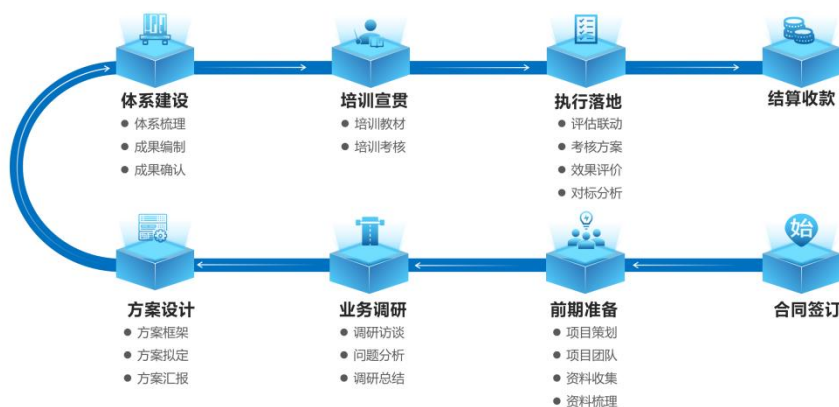 体系建设
体系梳理
成果编制
成果确认
培训宣贯
培训教材
培训考核
执行落地
评估联动
考核方案
效果评价
对标分析
结算收款
方案设计
方案框架
方案拟定
方案汇报
业务调研
调研访谈
问题分析
调研总结
前期准备
项目策划
项目团队
资料收集
资料梳理
始
合同签订